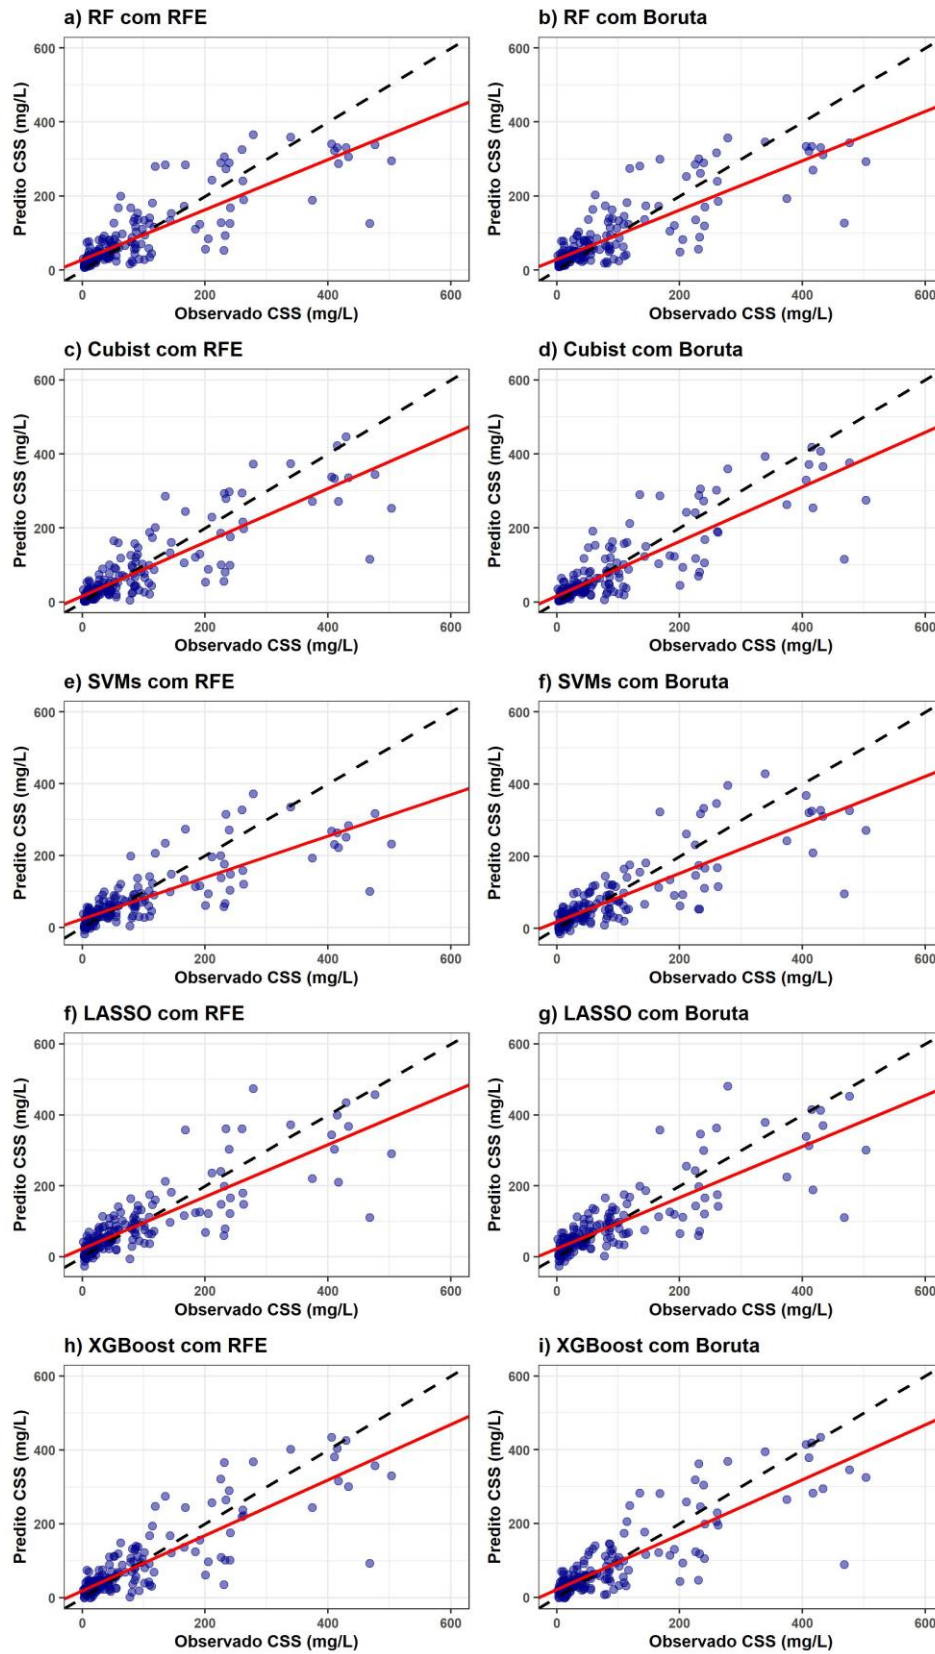 a) RF com RFE
b) RF com Boruta
Predito CSS (mg/L)
600
400
200
0
0 200 400 600
Observado CSS (mg/L)
Predito CSS (mg/L)
600
400
200
0
0 200 400 600
Observado CSS (mg/L)
c) Cubist com RFE
d) Cubist com Boruta
Predito CSS (mg/L)
600
400
200
0
0 200 400 600
Observado CSS (mg/L)
Predito CSS (mg/L)
600
400
200
0
0 200 400 600
Observado CSS (mg/L)
e) SVMs com RFE
f) SVMs com Boruta
Predito CSS (mg/L)
600
400
200
0
0 200 400 600
Observado CSS (mg/L)
Predito CSS (mg/L)
600
400
200
0
0 200 400 600
Observado CSS (mg/L)
f) LASSO com RFE
g) LASSO com Boruta
Predito CSS (mg/L)
600
400
200
0
0 200 400 600
Observado CSS (mg/L)
Predito CSS (mg/L)
600
400
200
0
0 200 400 600
Observado CSS (mg/L)
h) XGBoost com RFE
i) XGBoost com Boruta
Predito CSS (mg/L)
600
400
200
0
0 200 400 600
Observado CSS (mg/L)
Predito CSS (mg/L)
600
400
200
0
0 200 400 600
Observado CSS (mg/L)